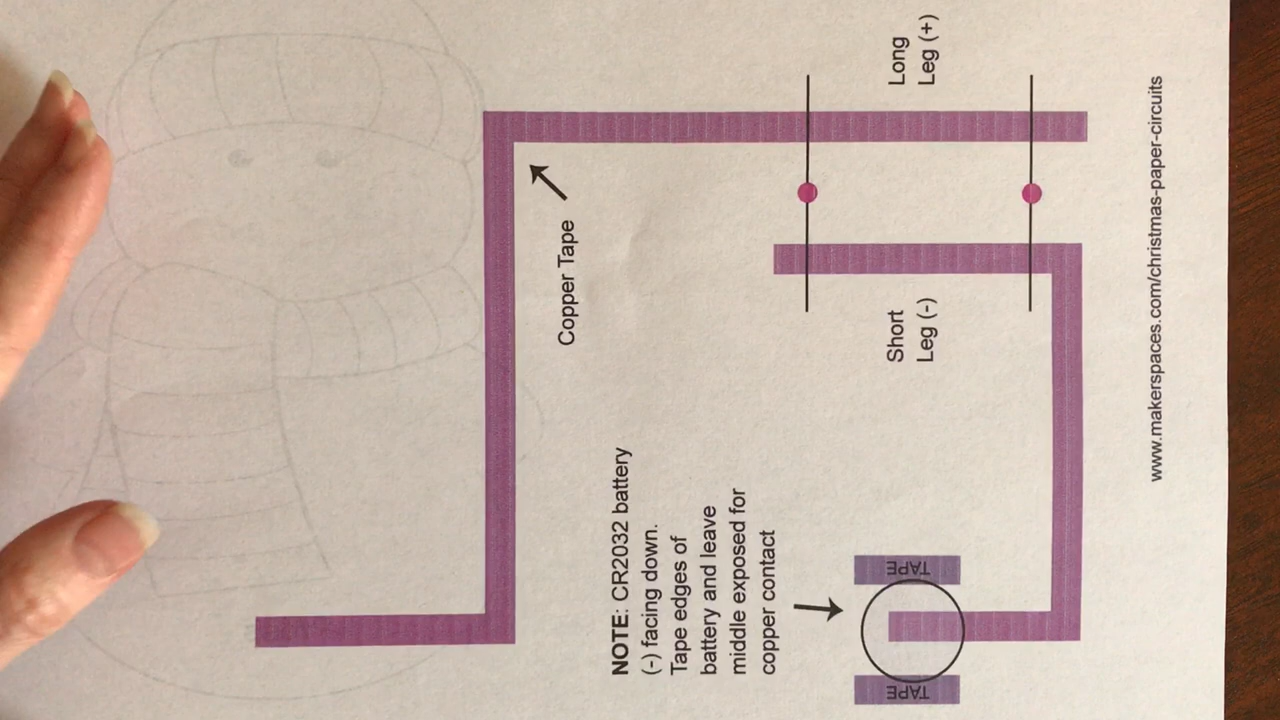 Copper Tape
NOTE: CR2032 battery
(-) facing down.
Tape edges of
battery and leave
middle exposed for
copper contact
Long
Leg (+)
Short
Leg (-)
TAPE
TAPE
www.makerspaces.com/christmas-paper-circuits